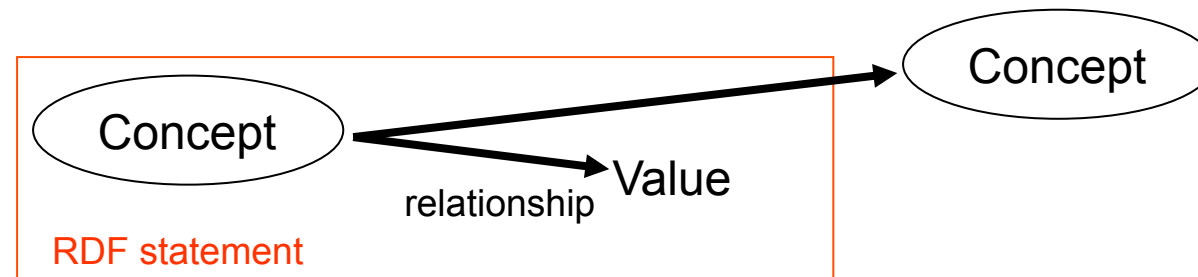 Concept
Concept
Value
relationship
RDF statement